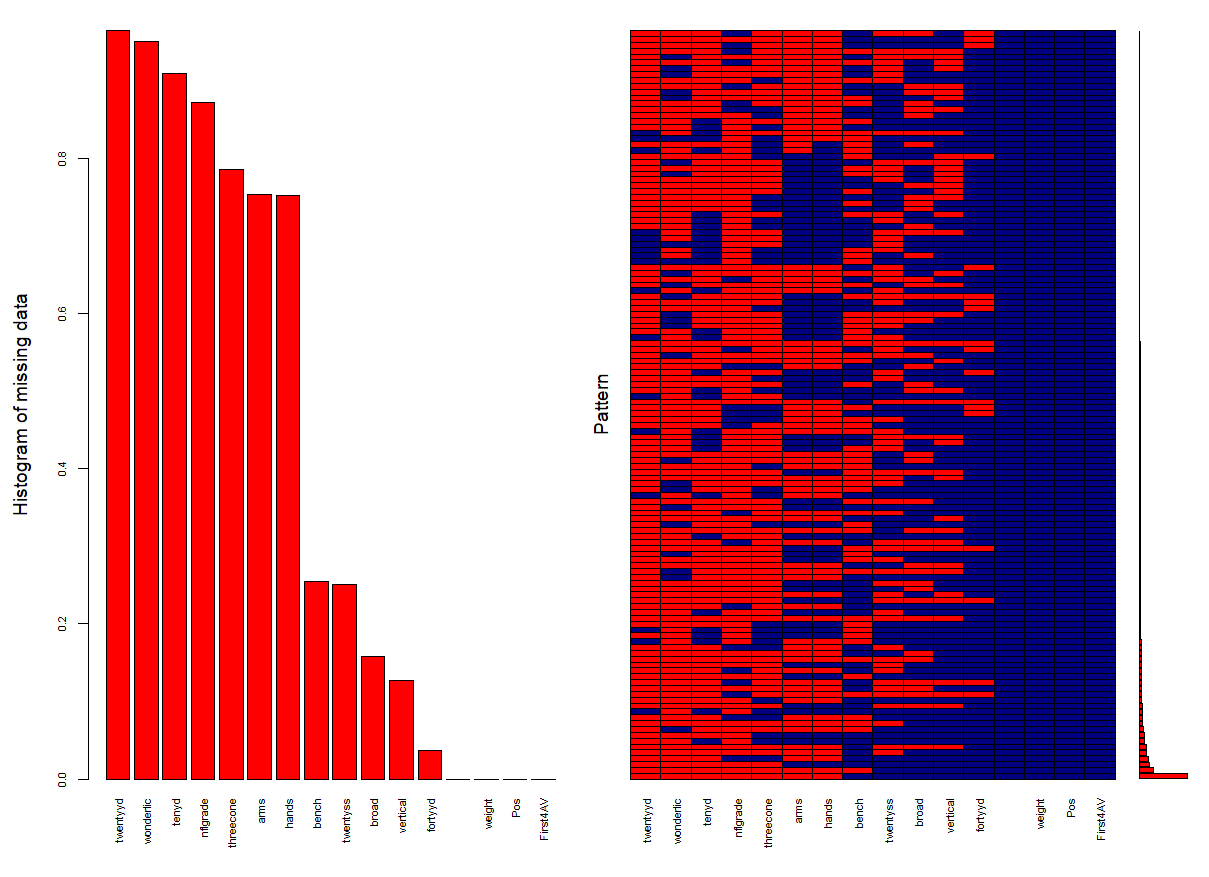 Histogram of missing data
0.0
0.2
0.4
0.6
0.8
twentyyd
wonderlic
tenyd
nflgrade
threecone
arms
hands
bench
twentyss
broad
vertical
fortyyd
weight
Pos
First4AV
Pattern
twentyyd
wonderlic
tenyd
nflgrade
threecone
arms
hands
bench
twentyss
broad
vertical
fortyyd
weight
Pos
First4AV